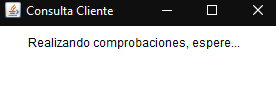 Consulta Cliente
Realizando comprobaciones, espere...